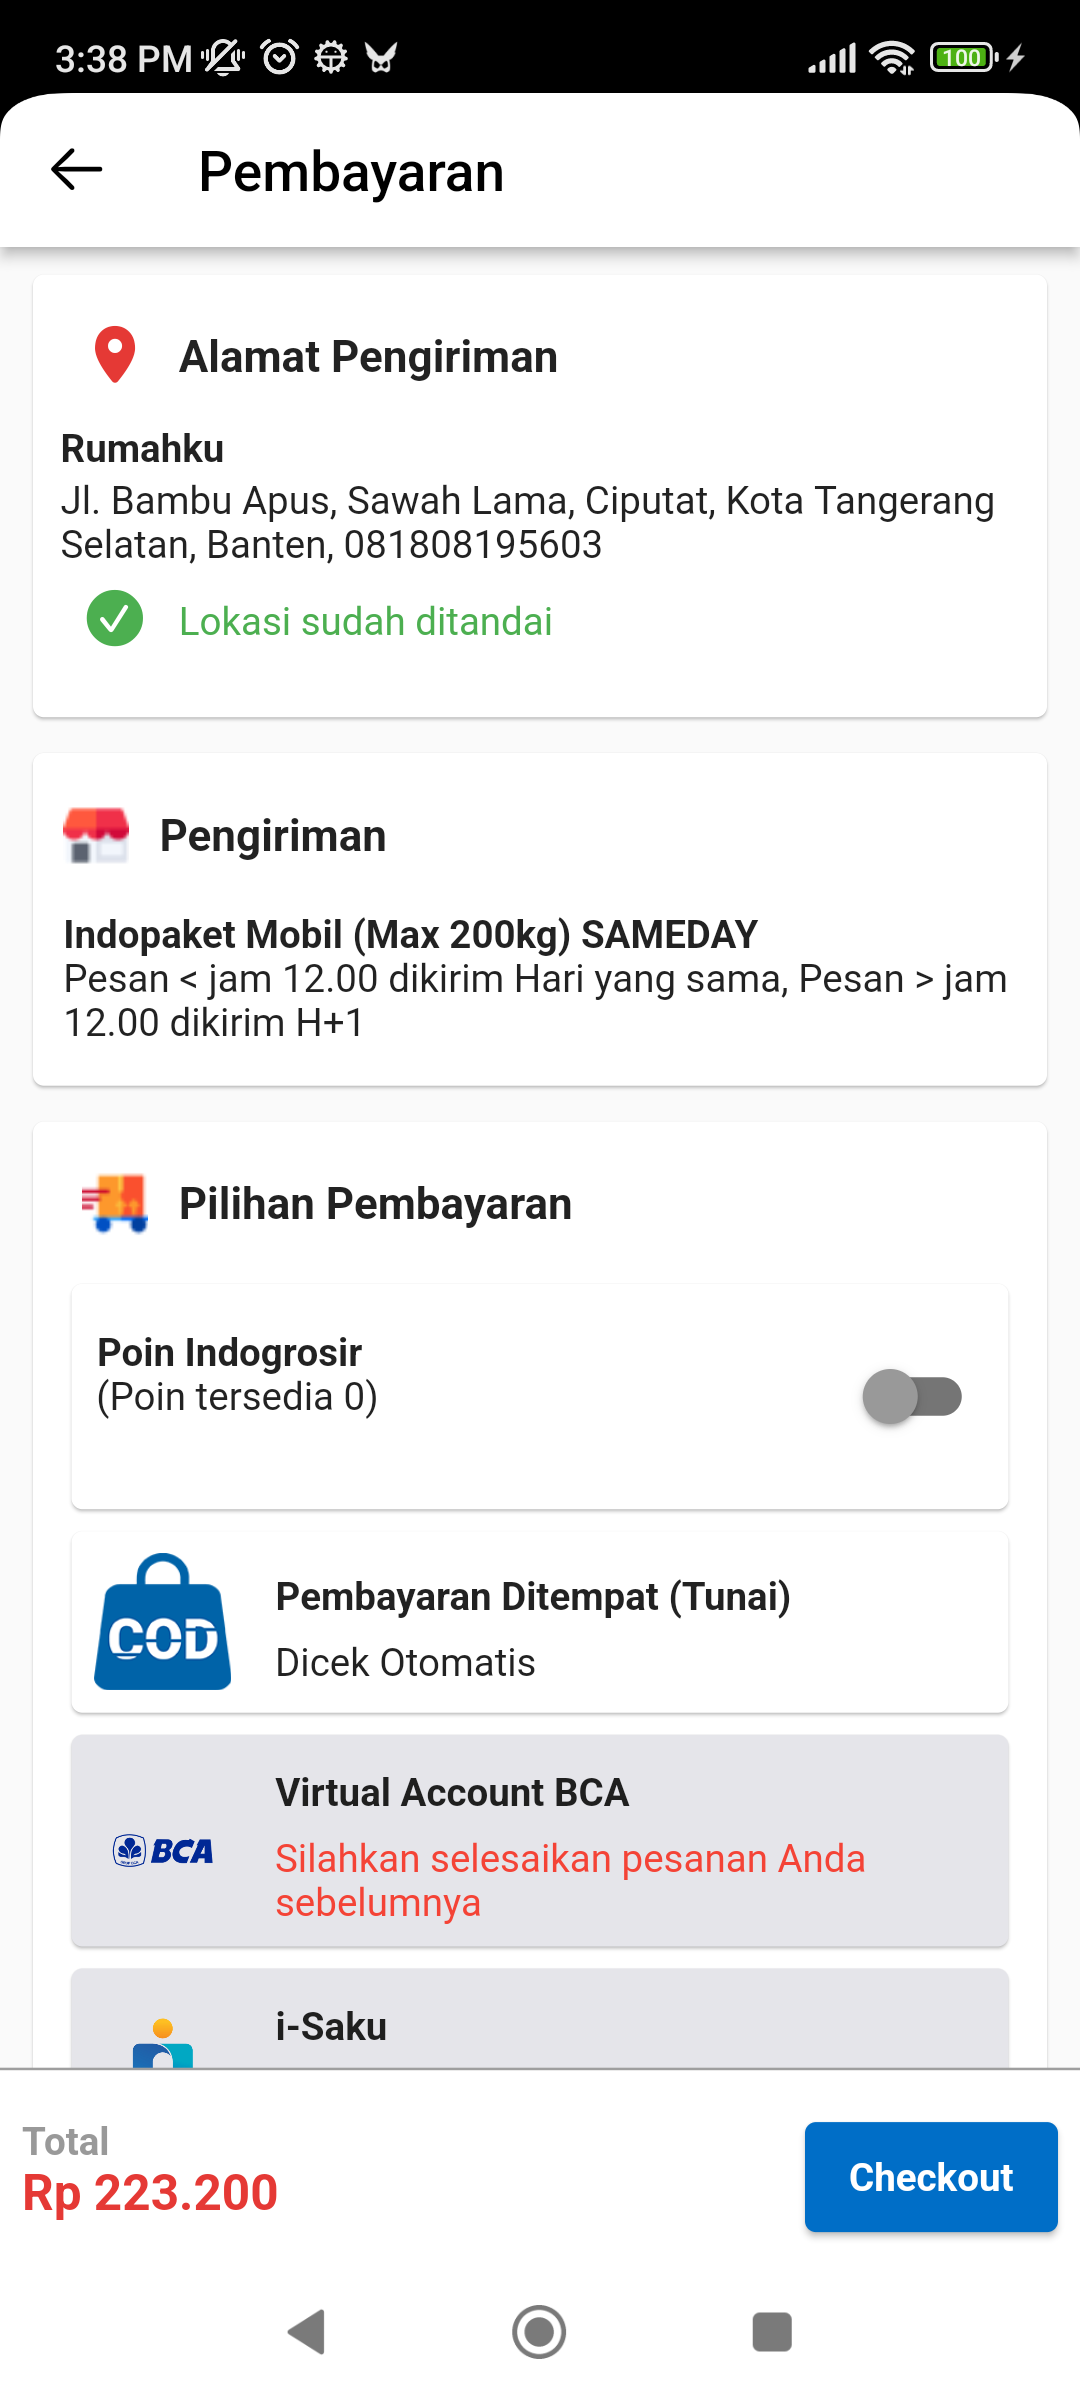 3:38 PM
100
Pembayaran
Alamat Pengiriman
Rumahku
Jl. Bambu Apus, Sawah Lama, Ciputat, Kota Tangerang
Selatan, Banten, 081808195603
Lokasi sudah ditandai
Pengiriman
Indopaket Mobil (Max 200kg) SAMEDAY
Pesan < jam 12.00 dikirim Hari yang sama, Pesan > jam
12.00 dikirim H+1
Pilihan Pembayaran
Poin Indogrosir
(Poin tersedia 0)
COD
Pembayaran Ditempat (Tunai)
Dicek Otomatis
Virtual Account BCA
BCA
Silahkan selesaikan pesanan Anda
sebelumnya
i-Saku
Total
Rp 223.200
Checkout